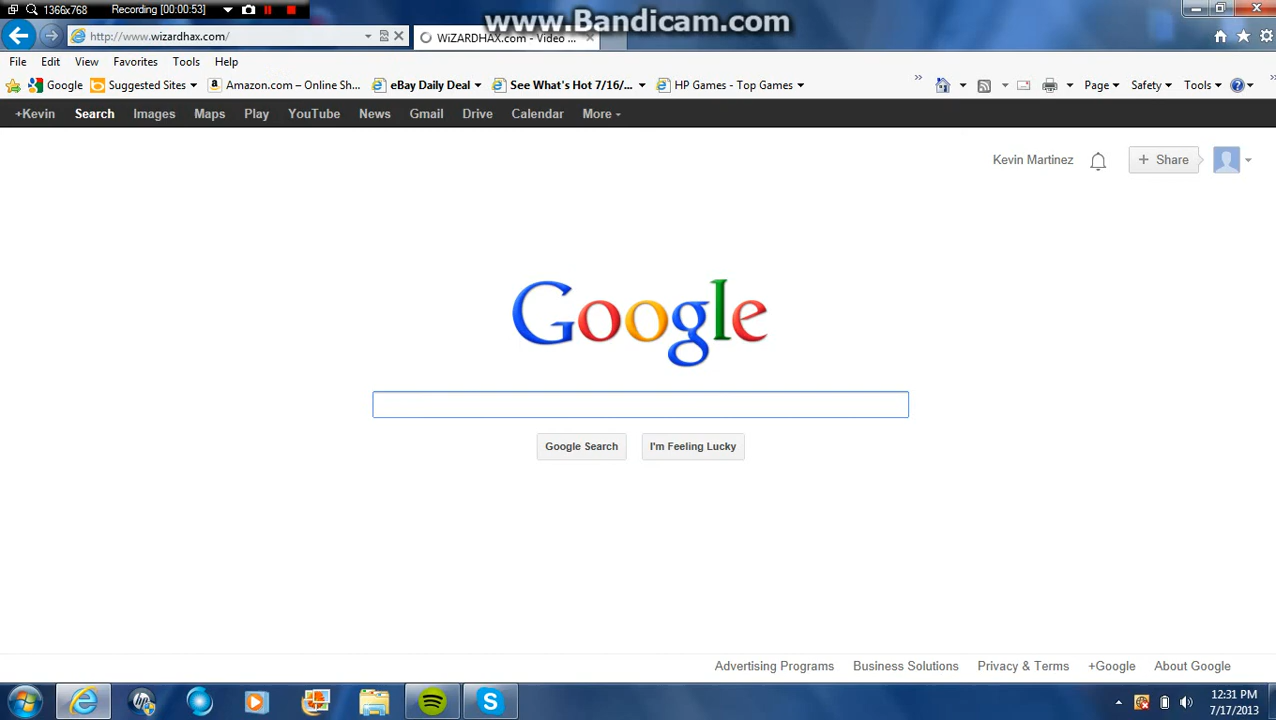 1366x768 Recording [00:00:53]
www.Bandicam.com
http://www.wizardhax.com/
WiZARDHAX.com - Video ...
File Edit View Favorites Tools Help
Google Suggested Sites Amazon.com – Online Sh... eBay Daily Deal See What's Hot 7/16/... HP Games - Top Games » Page Safety Tools »
+Kevin Search Images Maps Play YouTube News Gmail Drive Calendar More
Kevin Martinez + Share
Google
Google Search I'm Feeling Lucky
Advertising Programs Business Solutions Privacy & Terms +Google About Google
12:31 PM
7/17/2013